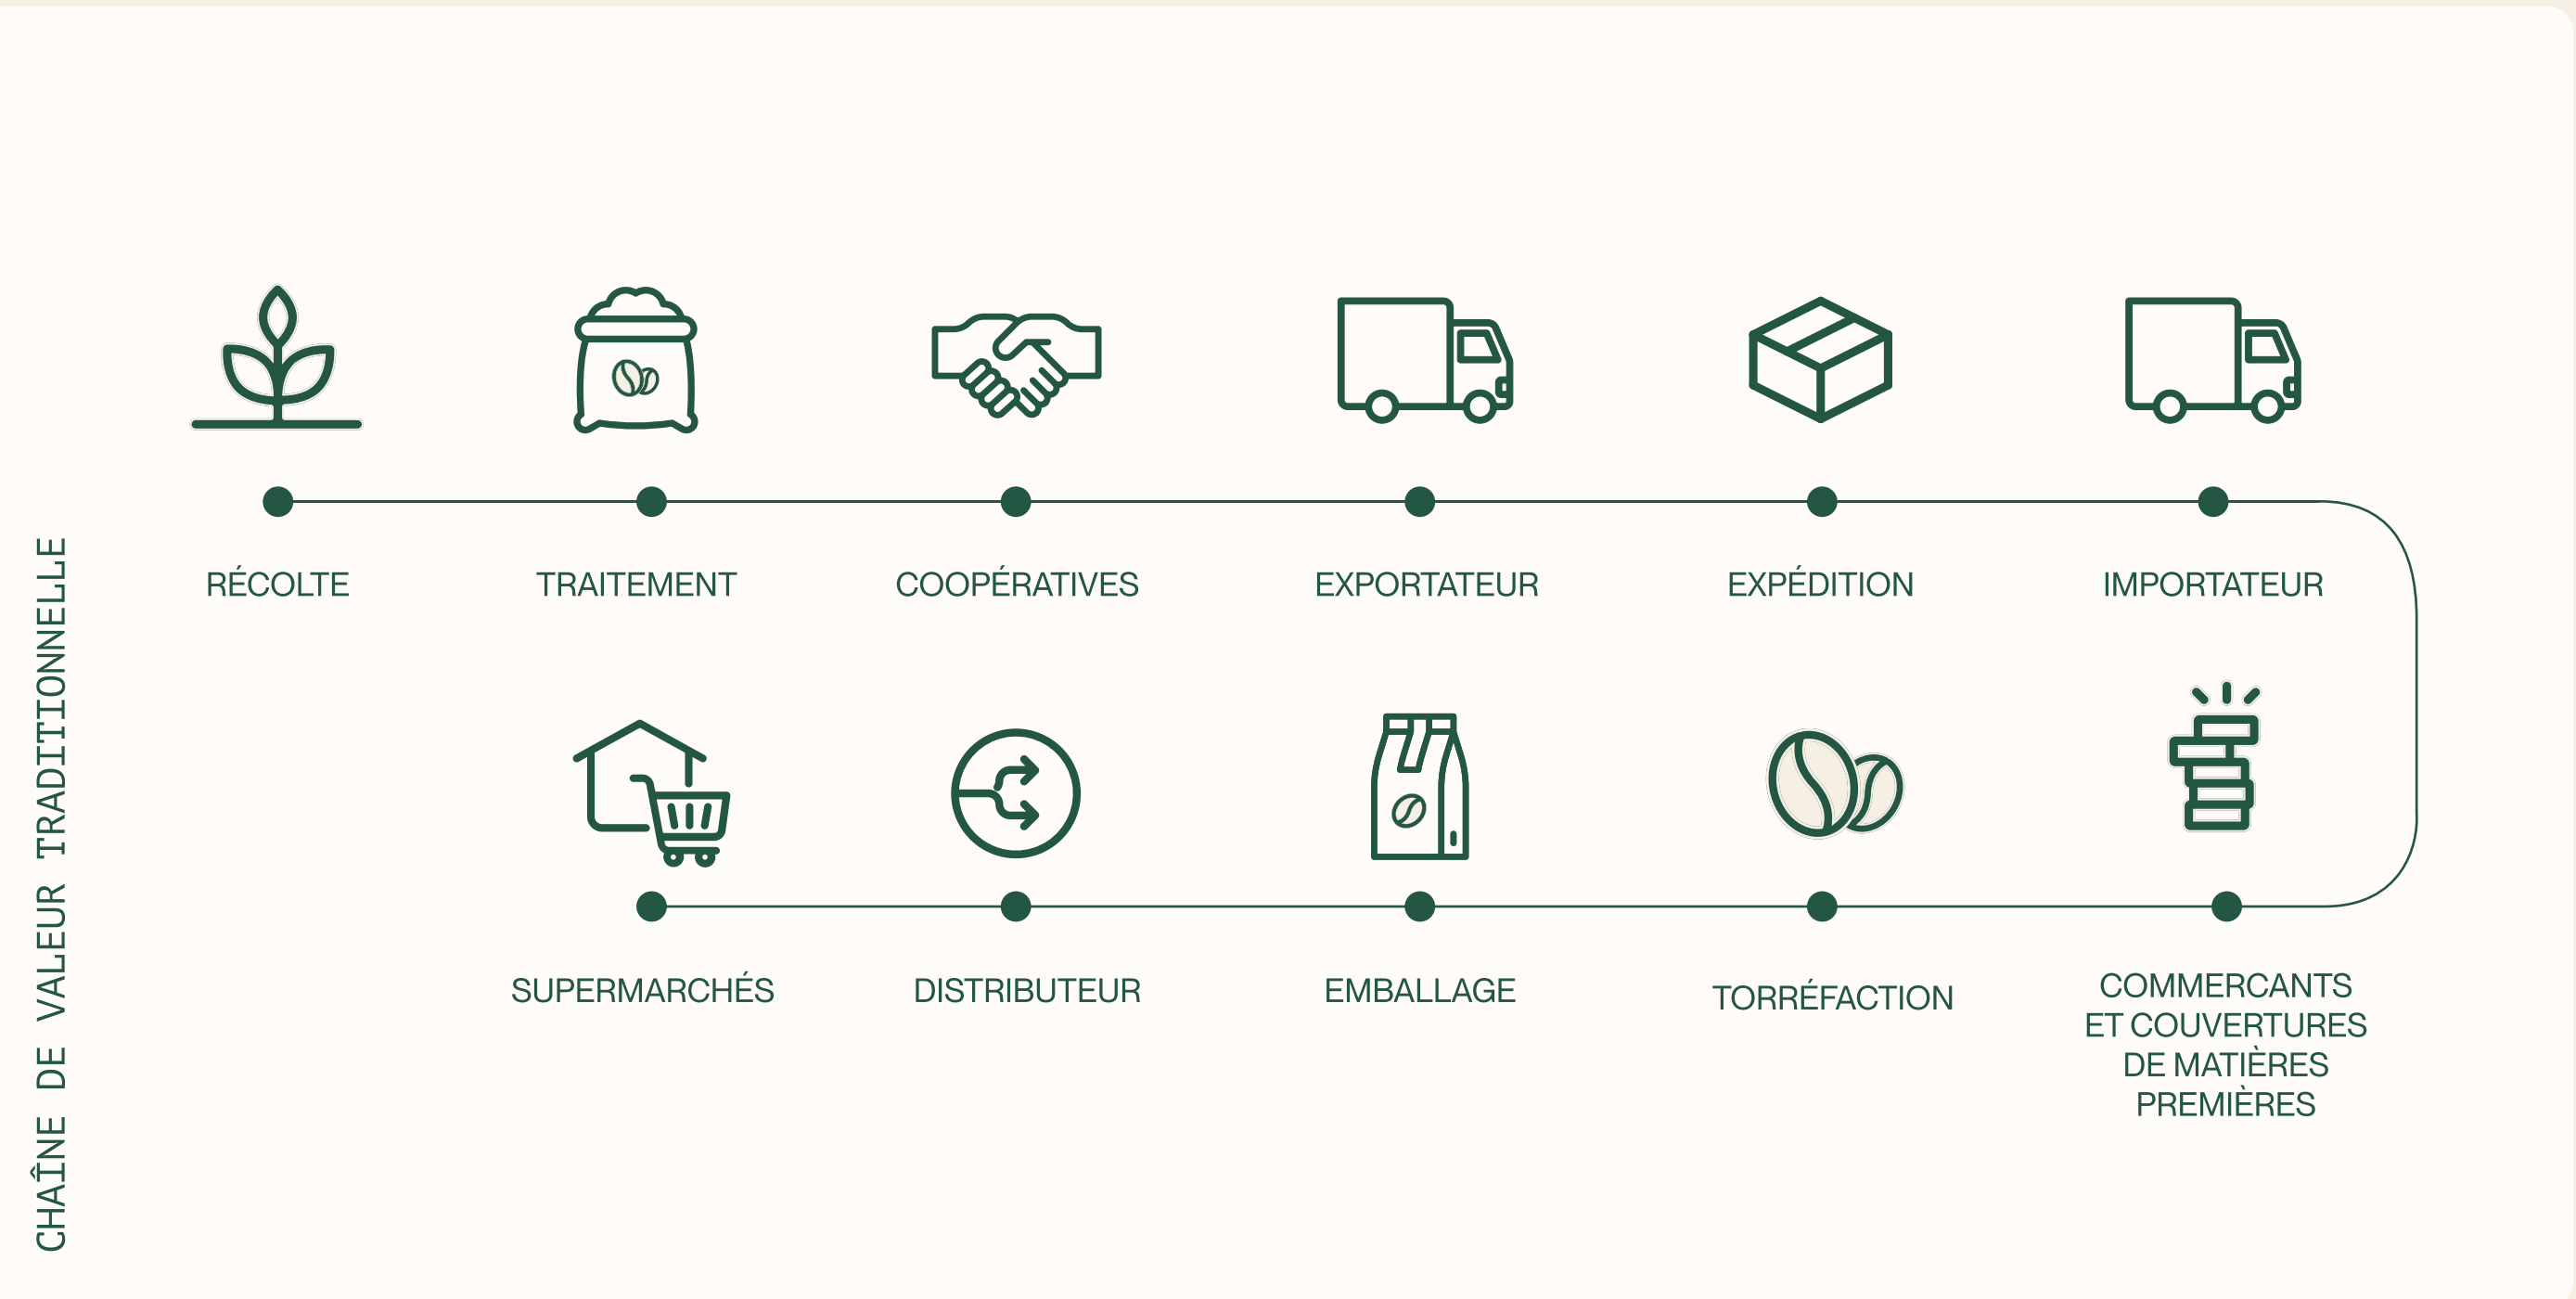 CHAÎNE DE VALEUR TRADITIONNELLE
RÉCOLTE
TRAITEMENT
COOPÉRATIVES
EXPORTATEUR
EXPÉDITION
IMPORTATEUR
SUPERMARCHÉS
DISTRIBUTEUR
EMBALLAGE
TORRÉFACTION
COMMERCANTS
ET COUVERTURES
DE MATIÈRES
PREMIÈRES